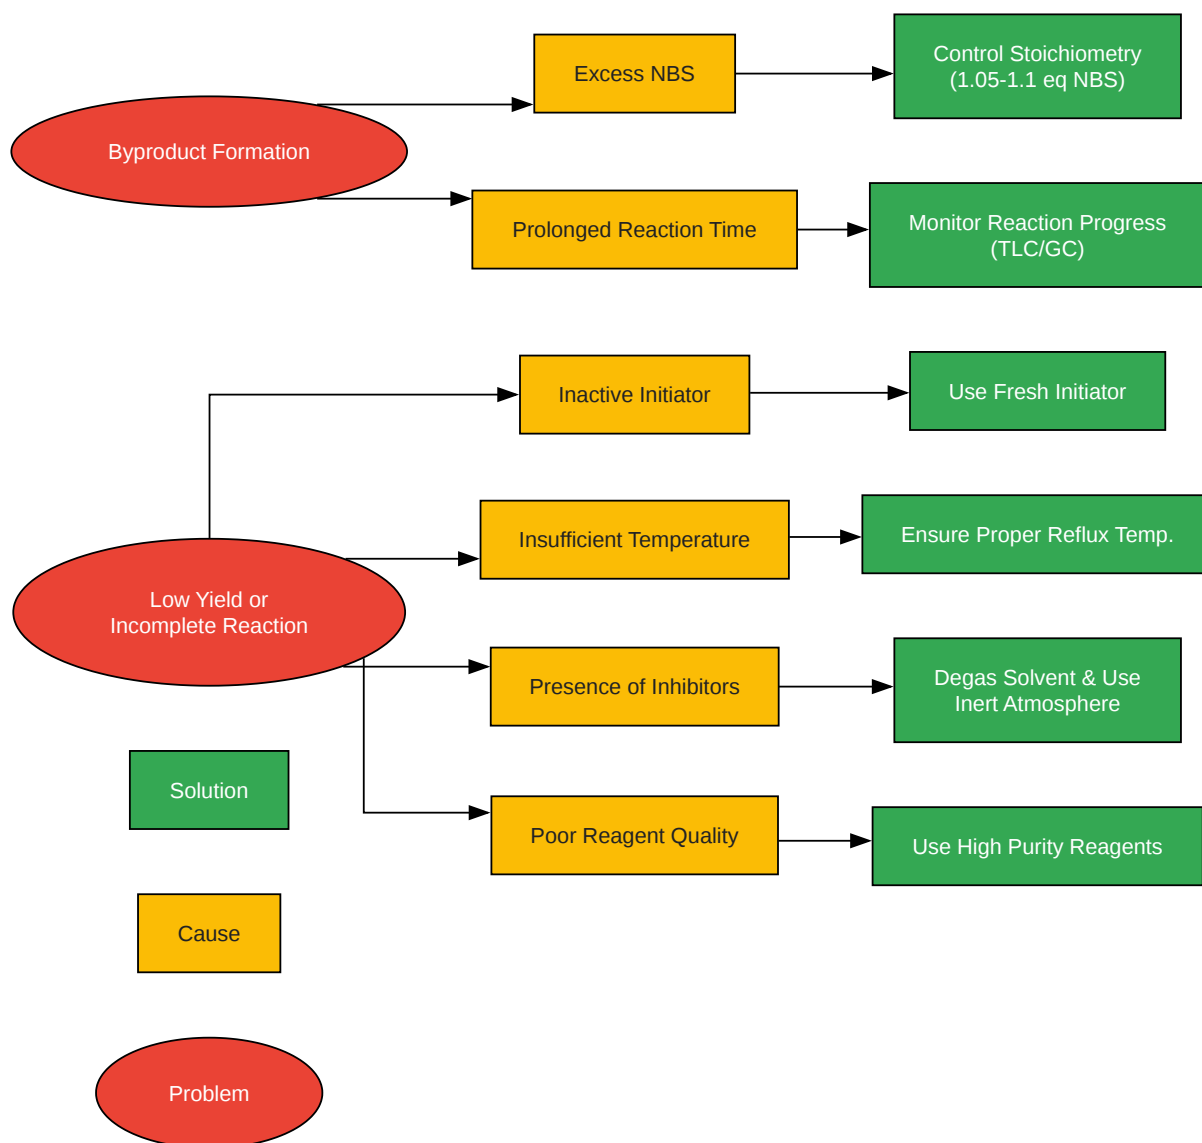 Byproduct Formation
Excess NBS
Control Stoichiometry
(1.05-1.1 eq NBS)
Prolonged Reaction Time
Monitor Reaction Progress
(TLC/GC)
Inactive Initiator
Use Fresh Initiator
Low Yield or
Incomplete Reaction
Insufficient Temperature
Ensure Proper Reflux Temp.
Presence of Inhibitors
Degas Solvent & Use
Inert Atmosphere
Poor Reagent Quality
Use High Purity Reagents
Solution
Cause
Problem